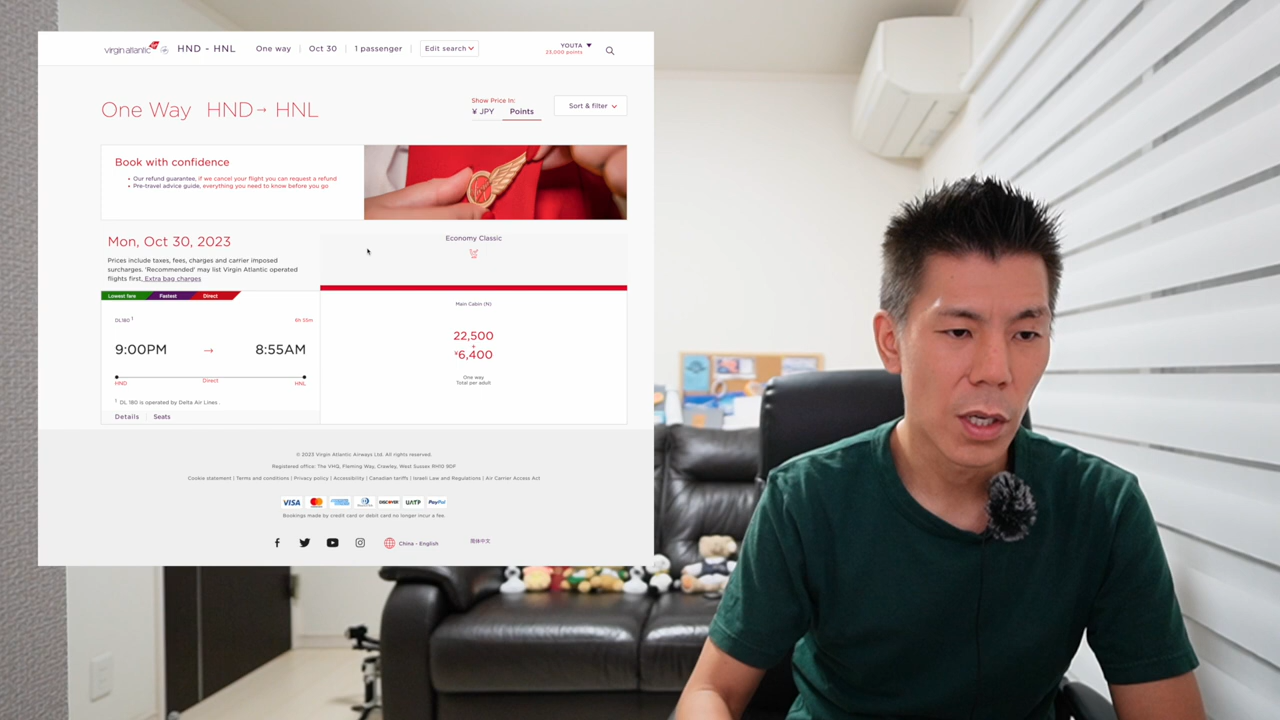 virgin atlantic
HND - HNL
One way
Oct 30
1 passenger
Edit search
YOUTA
23,000 points
One Way HND→ HNL
Show Price In:
¥ JPY
Points
Sort & filter
Book with confidence
• Our refund guarantee, if we cancel your flight you can request a refund
• Pre-travel advice guide, everything you need to know before you go
Mon, Oct 30, 2023
Prices include taxes, fees, charges and carrier imposed
surcharges. 'Recommended' may list Virgin Atlantic operated
flights first. Extra bag charges
Economy Classic
Lowest fare
Fastest
Direct
DL180 1
6h 55m
9:00PM → 8:55AM
HND
Direct
HNL
1 DL 180 is operated by Delta Air Lines .
Details
Seats
Main Cabin (N)
22,500
+
¥6,400
One way
Total per adult
© 2023 Virgin Atlantic Airways Ltd. All rights reserved.
Registered office: The VHQ, Fleming Way, Crawley, West Sussex RH10 9DF
Cookie statement | Terms and conditions | Privacy policy | Accessibility | Canadian tariffs | Israeli Law and Regulations | Air Carrier Access Act
VISA
DISCOVER
UATP
PayPal
Bookings made by credit card or debit card no longer incur a fee.
China - English
简体中文